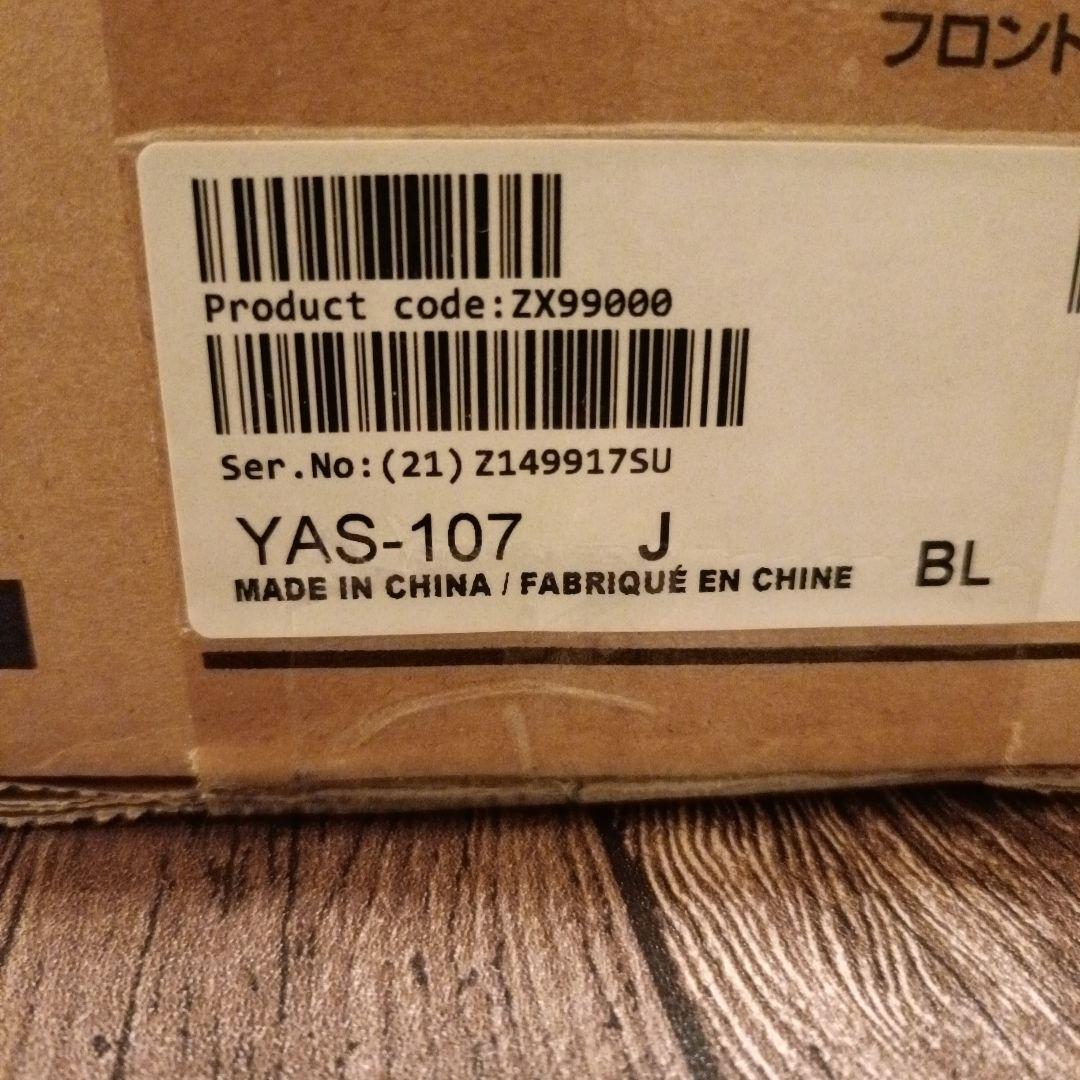 フロント
Product code:ZX99000
Ser.No:(21)Z149917SU
YAS-107 J
BL
MADE IN CHINA / FABRIQUÉ EN CHINE